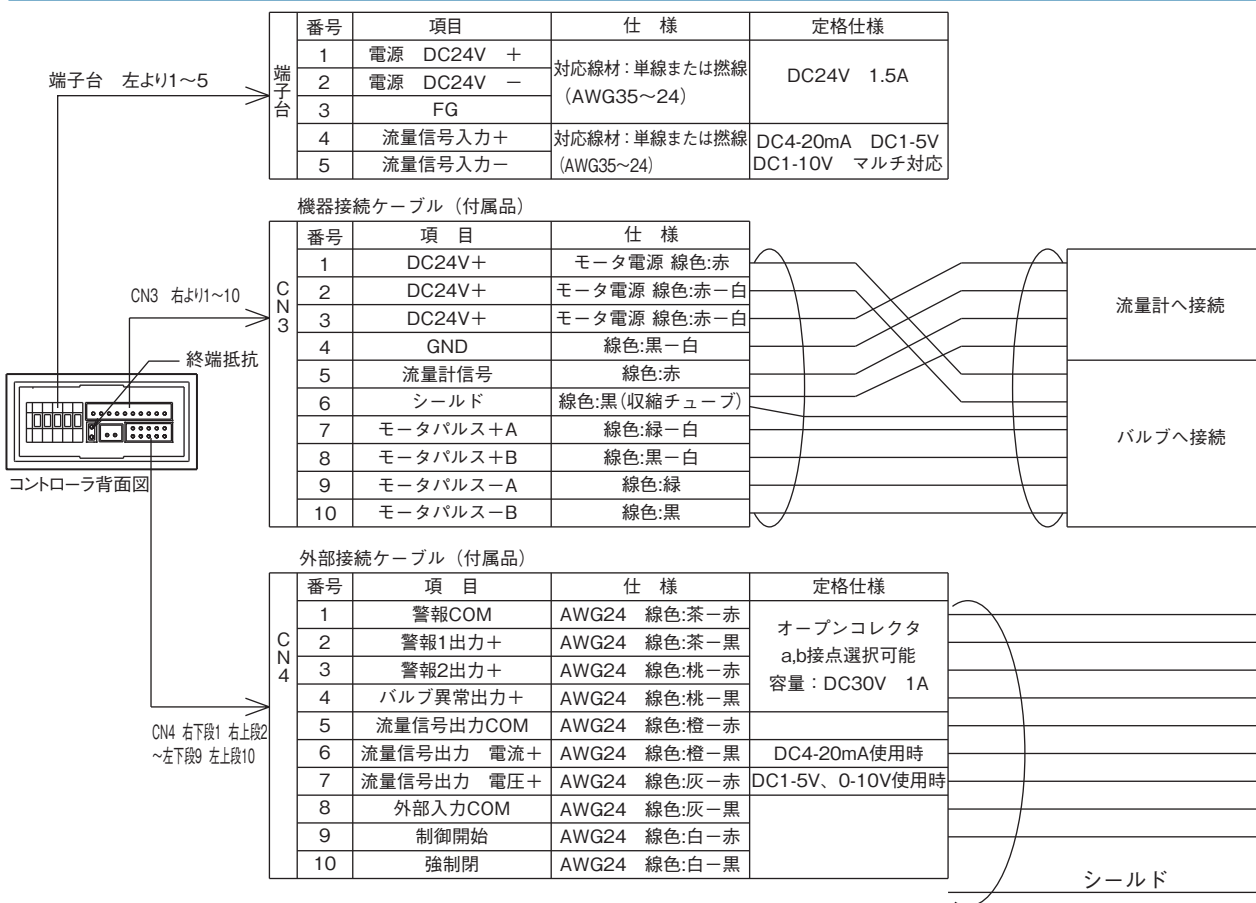 番号 項目 仕 様 定格仕様
端子台 左より1～5
端子台
1 電源 DC24V ＋ 対応線材：単線または撚線（AWG35～24） DC24V 1.5A
2 電源 DC24V －
3 FG
4 流量信号入力＋ 対応線材：単線または撚線（AWG35～24） DC4-20mA DC1-5V
5 流量信号入力－ DC1-10V マルチ対応
機器接続ケーブル（付属品）
番号 項 目 仕 様
CN3 右より1～10
CN3
1 DC24V＋ モータ電源 線色:赤
2 DC24V＋ モータ電源 線色:赤－白
3 DC24V＋ モータ電源 線色:赤－白
4 GND 線色:黒－白
5 流量計信号 線色:赤
6 シールド 線色:黒(収縮チューブ)
7 モータパルス＋A 線色:緑－白
8 モータパルス＋B 線色:黒－白
9 モータパルス－A 線色:緑
10 モータパルス－B 線色:黒
流量計へ接続
バルブへ接続
終端抵抗
コントローラ背面図
外部接続ケーブル（付属品）
番号 項 目 仕 様 定格仕様
CN4
1 警報COM AWG24 線色:茶－赤
2 警報1出力＋ AWG24 線色:茶－黒
3 警報2出力＋ AWG24 線色:桃－赤
4 バルブ異常出力＋ AWG24 線色:桃－黒
オープンコレクタ
a,b接点選択可能
容量：DC30V 1A
5 流量信号出力COM AWG24 線色:橙－赤
6 流量信号出力 電流＋ AWG24 線色:橙－黒 DC4-20mA使用時
7 流量信号出力 電圧＋ AWG24 線色:灰－赤 DC1-5V、0-10V使用時
8 外部入力COM AWG24 線色:灰－黒
9 制御開始 AWG24 線色:白－赤
10 強制閉 AWG24 線色:白－黒
CN4 右下段1 右上段2
～左下段9 左上段10
シールド